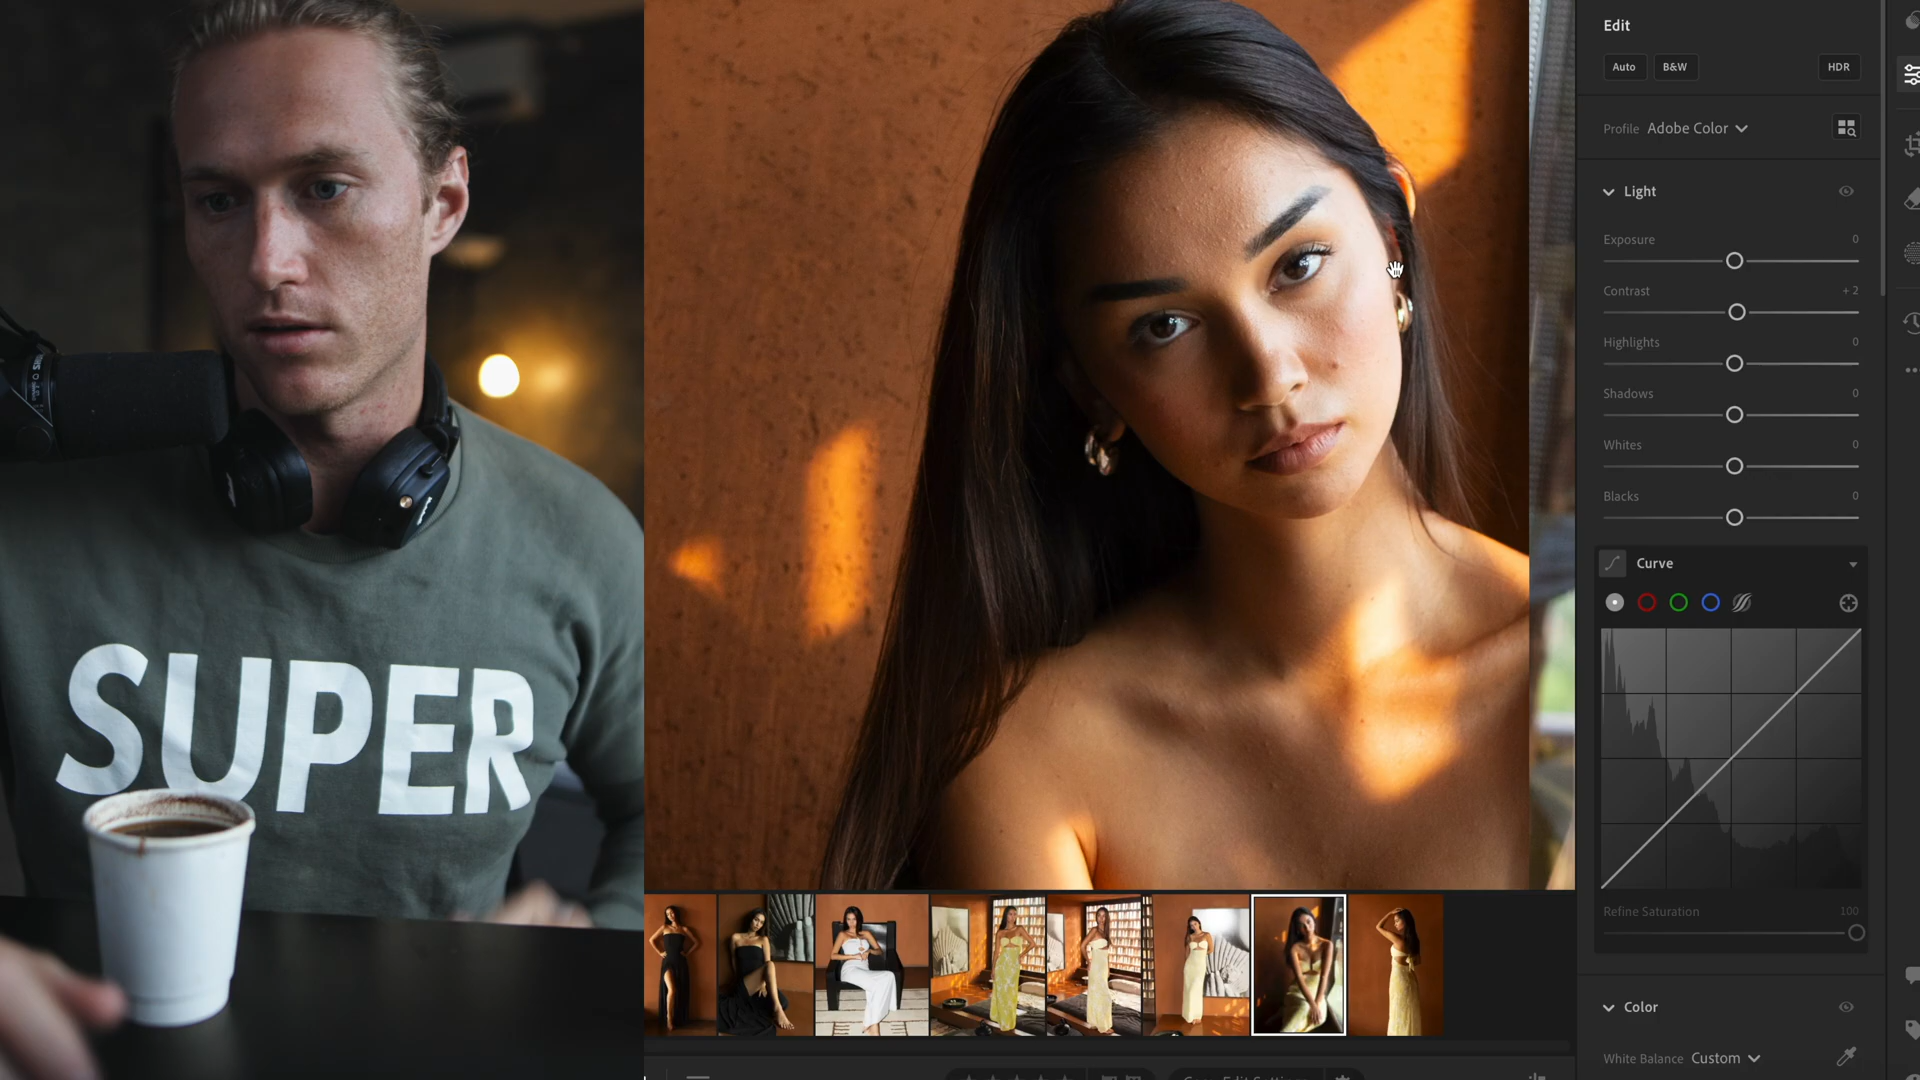 SUPER
Edit
Auto B&W HDR
Profile Adobe Color
Light
Exposure 0
Contrast + 2
Highlights 0
Shadows 0
Whites 0
Blacks 0
Curve
Refine Saturation 100
Color
White Balance Custom